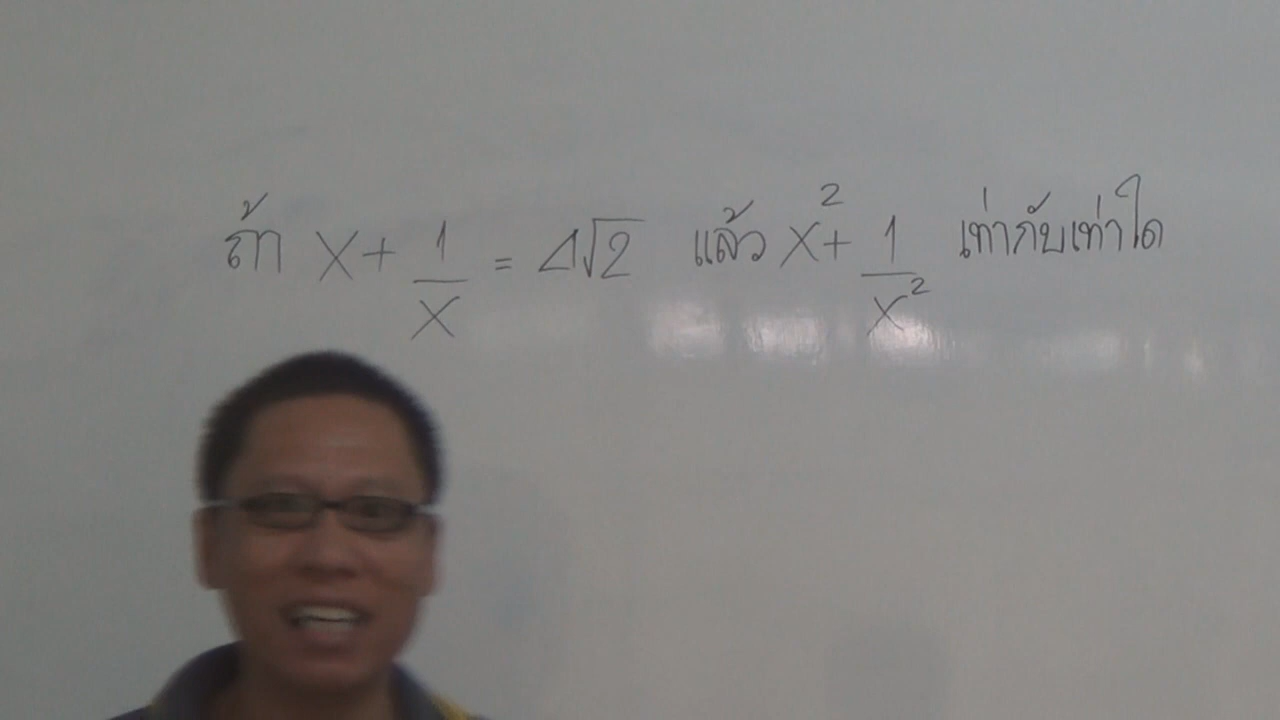 ถ้า x + 1/x = 4√2 แล้ว x² + 1/x² เท่ากับเท่าใด